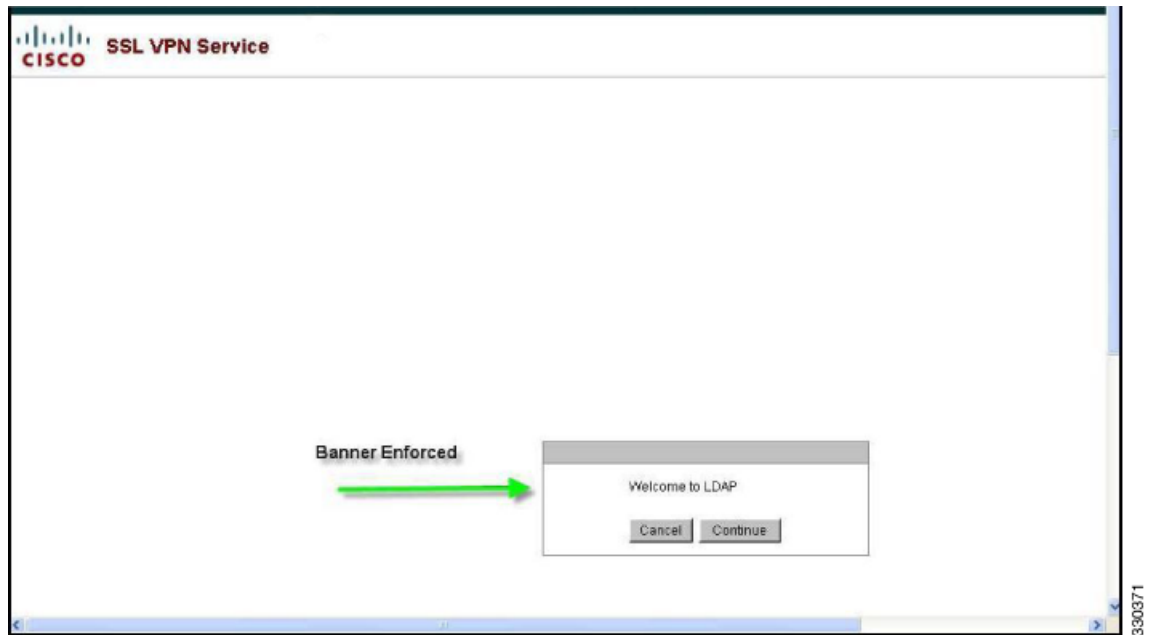 CISCO
SSL VPN Service
Banner Enforced
Welcome to LDAP
Cancel Continue
330371